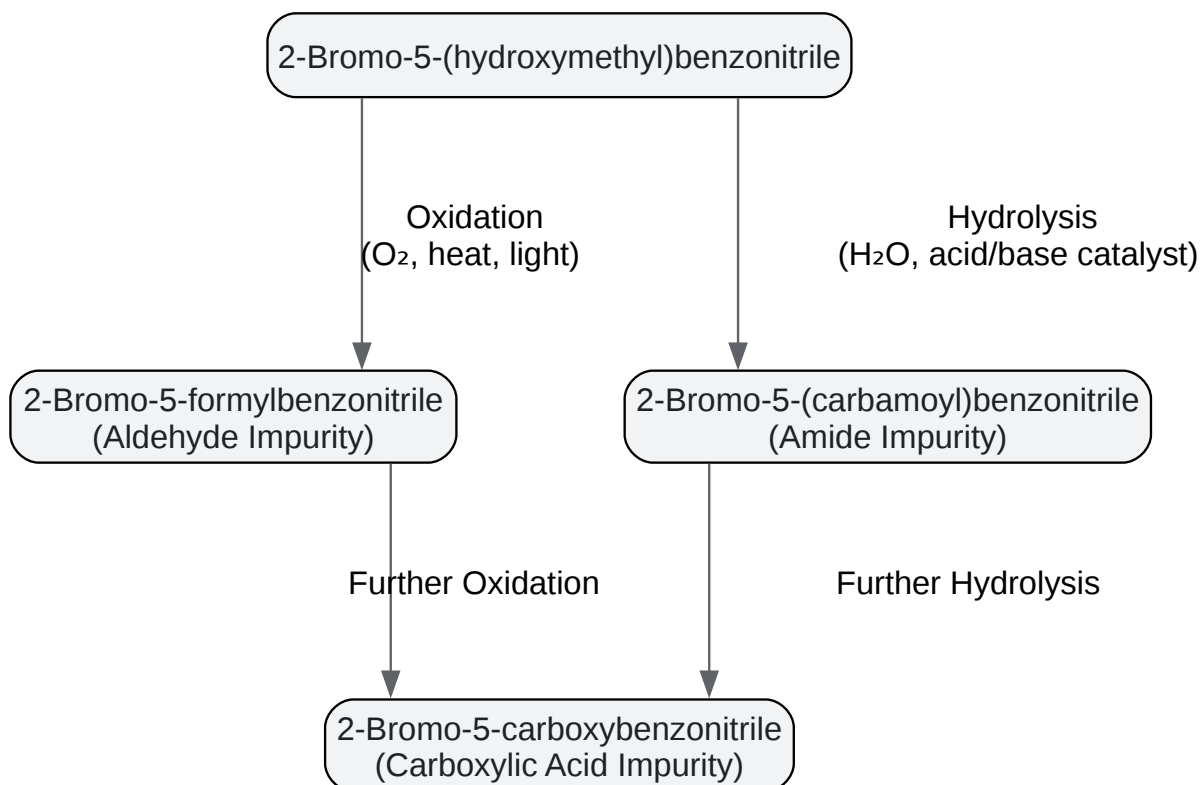 2-Bromo-5-(hydroxymethyl)benzonitrile
Oxidation
(O₂, heat, light)
Hydrolysis
(H₂O, acid/base catalyst)
2-Bromo-5-formylbenzonitrile
(Aldehyde Impurity)
2-Bromo-5-(carbamoyl)benzonitrile
(Amide Impurity)
Further Oxidation
Further Hydrolysis
2-Bromo-5-carboxybenzonitrile
(Carboxylic Acid Impurity)